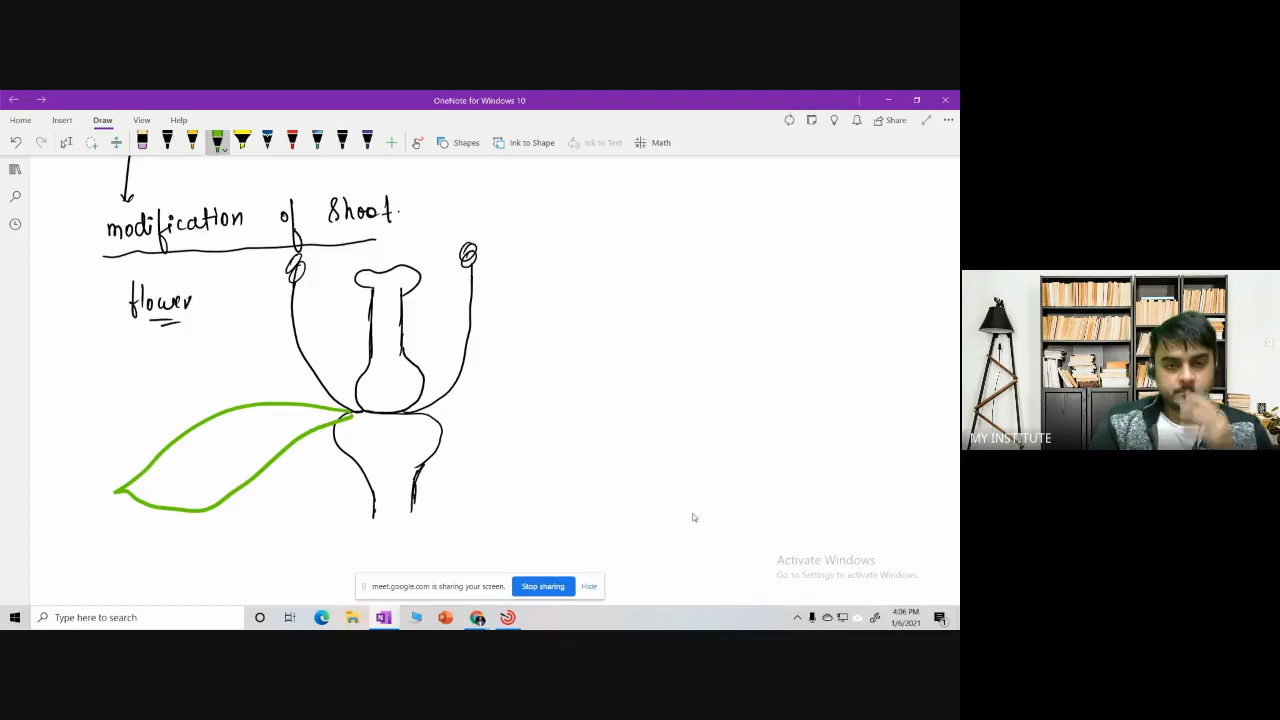 OneNote for Windows 10
Home Insert Draw View Help
Share
Shapes Ink to Shape Ink to Text Math
modification of Shoot.
flower
MY INSTITUTE
Activate Windows
Go to Settings to activate Windows.
meet.google.com is sharing your screen. Stop sharing Hide
Type here to search
4:06 PM
1/6/2021